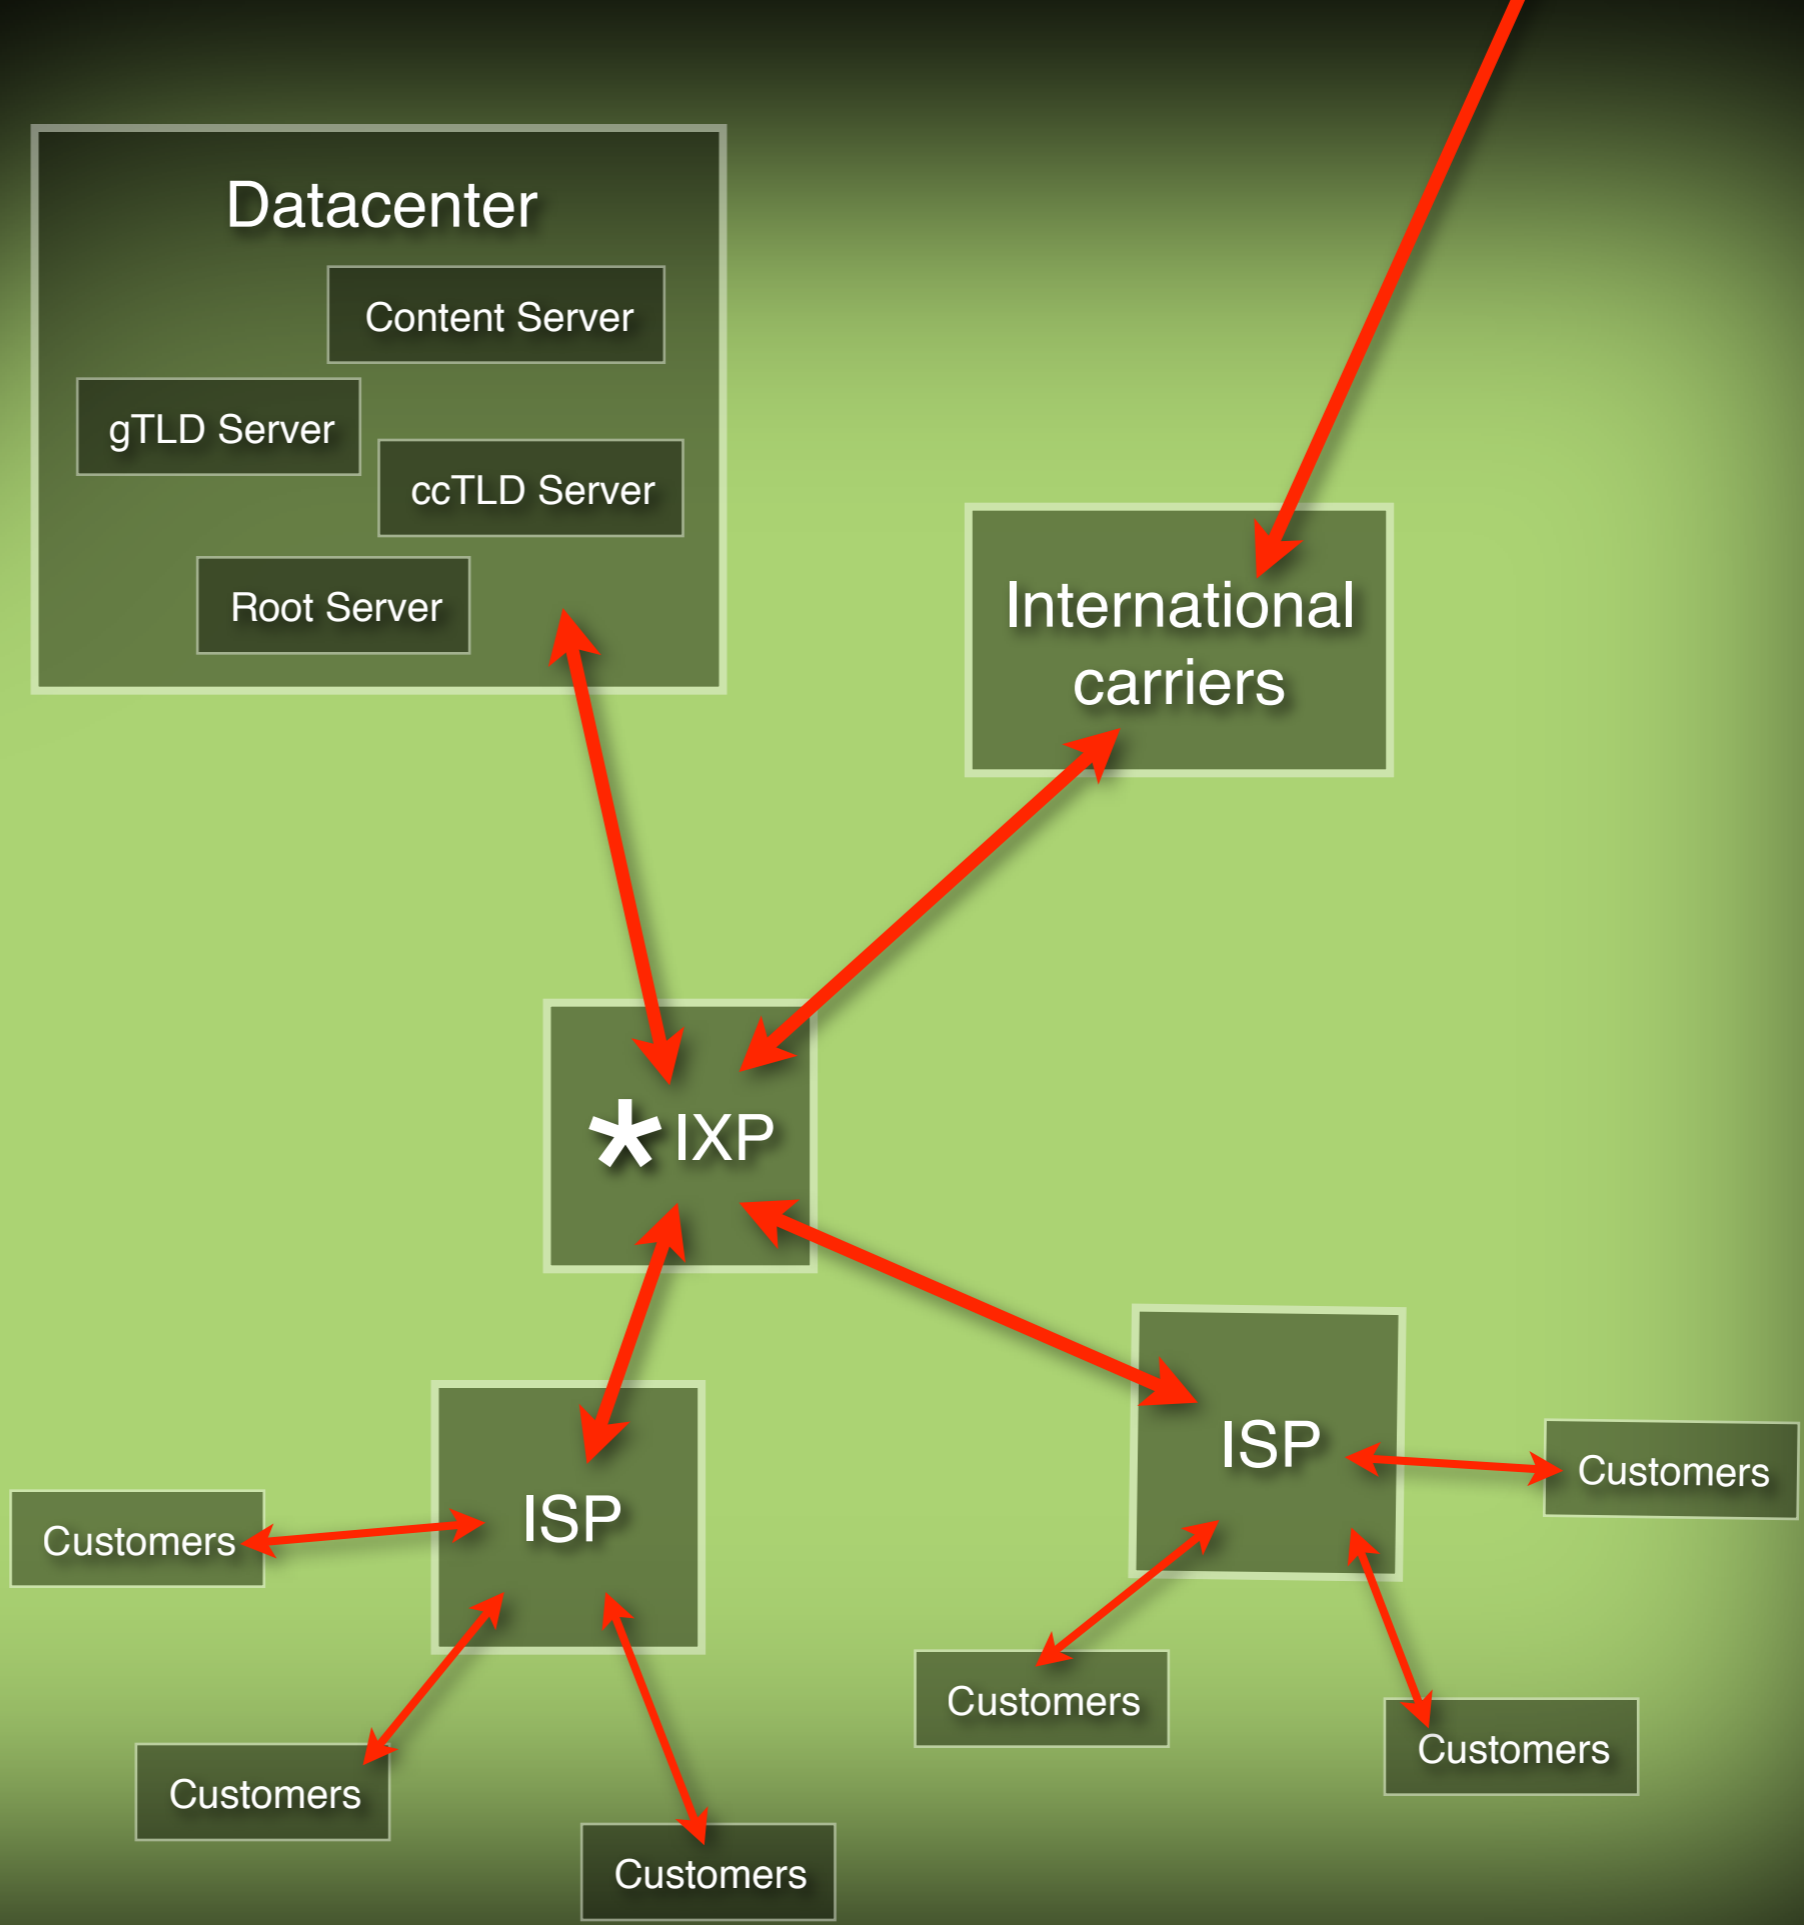 Datacenter
Content Server
gTLD Server
ccTLD Server
Root Server
International
carriers
* IXP
ISP
ISP
Customers
Customers
Customers
Customers
Customers
Customers